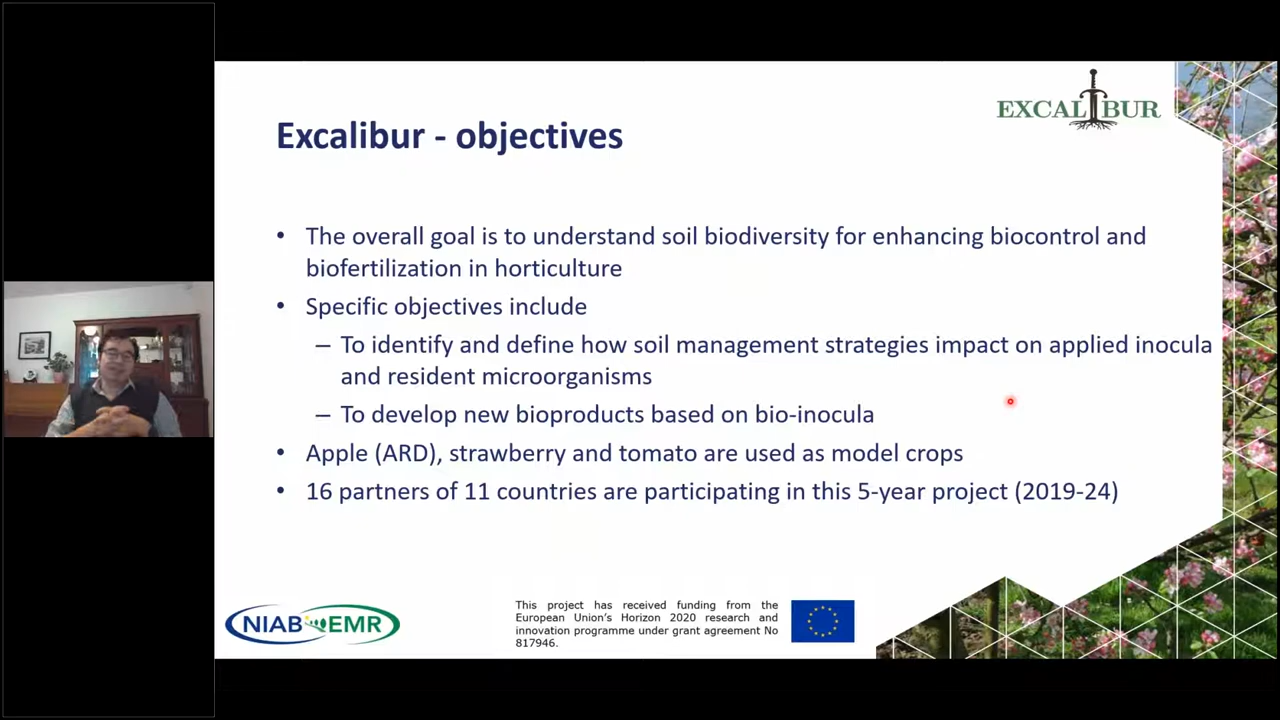 EXCALIBUR
Excalibur - objectives
• The overall goal is to understand soil biodiversity for enhancing biocontrol and
biofertilization in horticulture
• Specific objectives include
– To identify and define how soil management strategies impact on applied inocula
and resident microorganisms
– To develop new bioproducts based on bio-inocula
• Apple (ARD), strawberry and tomato are used as model crops
• 16 partners of 11 countries are participating in this 5-year project (2019-24)
NIAB EMR
This project has received funding from the
European Union's Horizon 2020 research and
innovation programme under grant agreement No
817946.